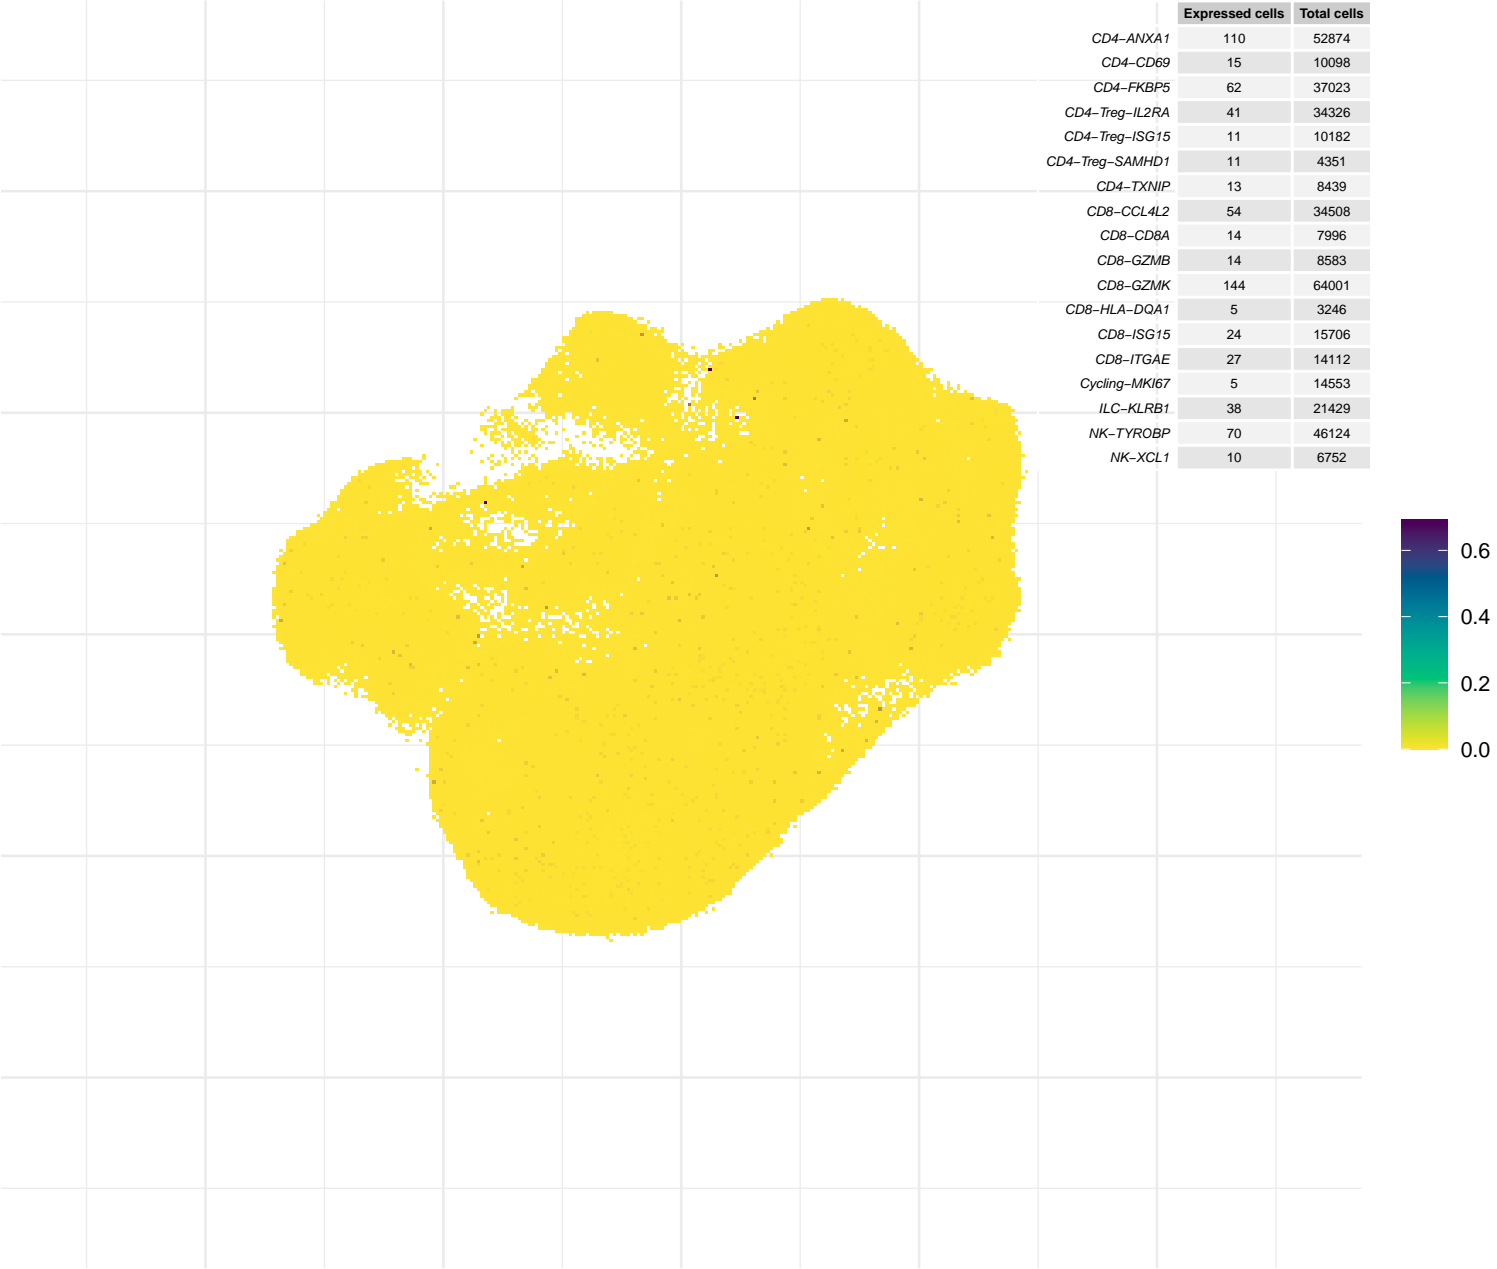 Expressed cells Total cells
CD4−ANXA1 110 52874
CD4−CD69 15 10098
CD4−FKBP5 62 37023
CD4−Treg−IL2RA 41 34326
CD4−Treg−ISG15 11 10182
CD4−Treg−SAMHD1 11 4351
CD4−TXNIP 13 8439
CD8−CCL4L2 54 34508
CD8−CD8A 14 7996
CD8−GZMB 14 8583
CD8−GZMK 144 64001
CD8−HLA−DQA1 5 3246
CD8−ISG15 24 15706
CD8−ITGAE 27 14112
Cycling−MKI67 5 14553
ILC−KLRB1 38 21429
NK−TYROBP 70 46124
NK−XCL1 10 6752
0.6
0.4
0.2
0.0